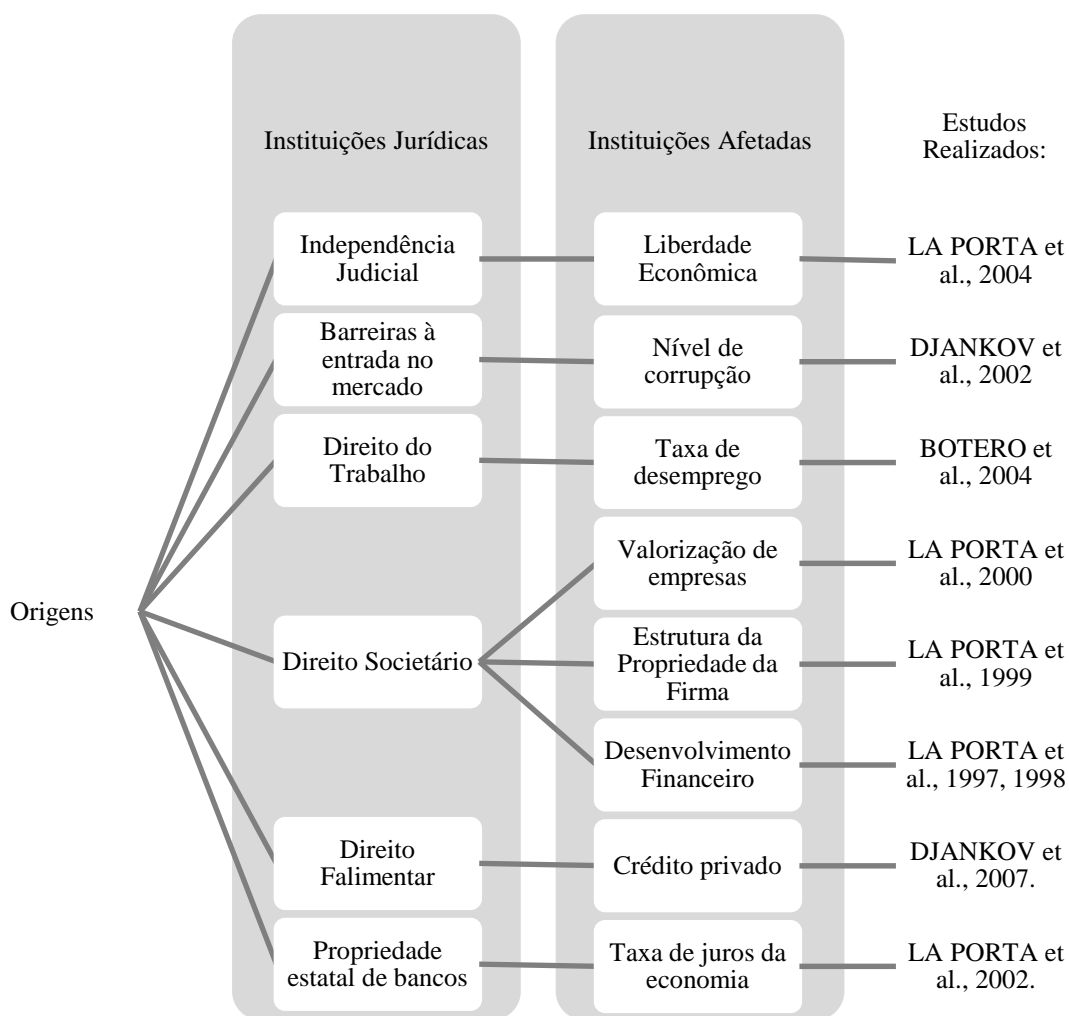 Instituições Jurídicas
Instituições Afetadas
Estudos
Realizados:
Origens
Independência
Judicial
Liberdade
Econômica
LA PORTA et
al., 2004
Barreiras à
entrada no
mercado
Nível de
corrupção
DJANKOV et
al., 2002
Direito do
Trabalho
Taxa de
desemprego
BOTERO et
al., 2004
Direito Societário
Valorização de
empresas
LA PORTA et
al., 2000
Estrutura da
Propriedade da
Firma
LA PORTA et
al., 1999
Desenvolvimento
Financeiro
LA PORTA et
al., 1997, 1998
Direito
Falimentar
Crédito privado
DJANKOV et
al., 2007.
Propriedade
estatal de bancos
Taxa de juros da
economia
LA PORTA et
al., 2002.